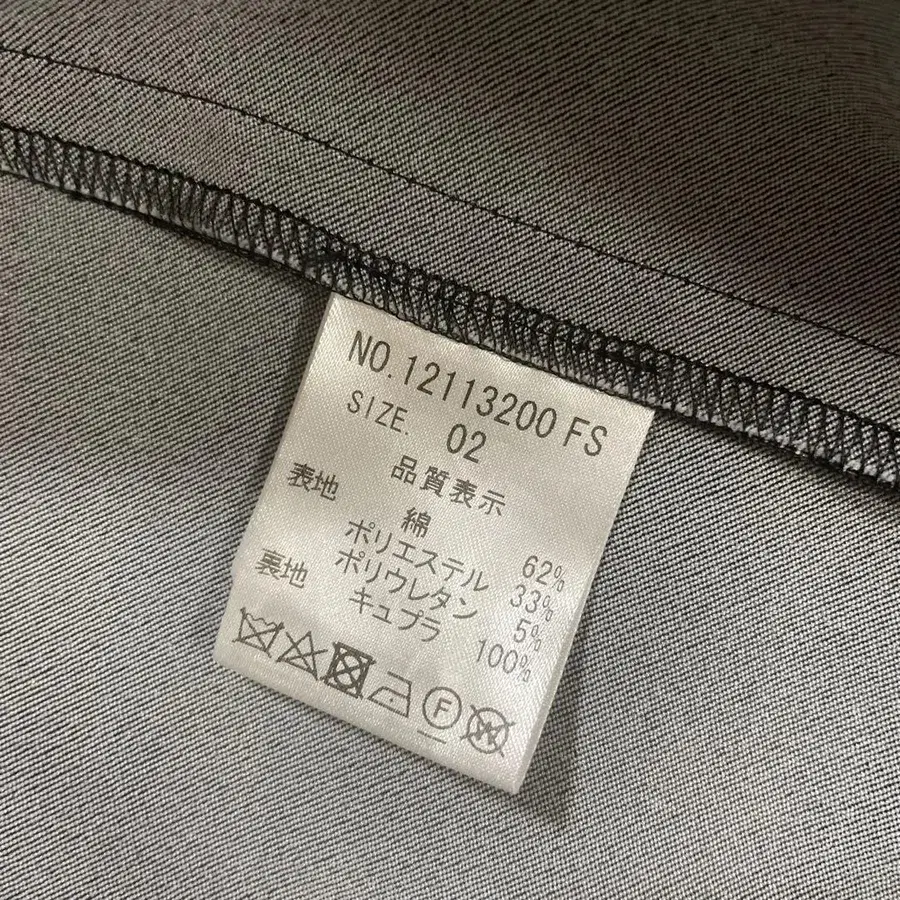 NO.12113200 FS
SIZE. 02
品質表示
表地
綿 62%
ポリエステル 33%
ポリウレタン 5%
裏地 キュプラ 100%
F
W